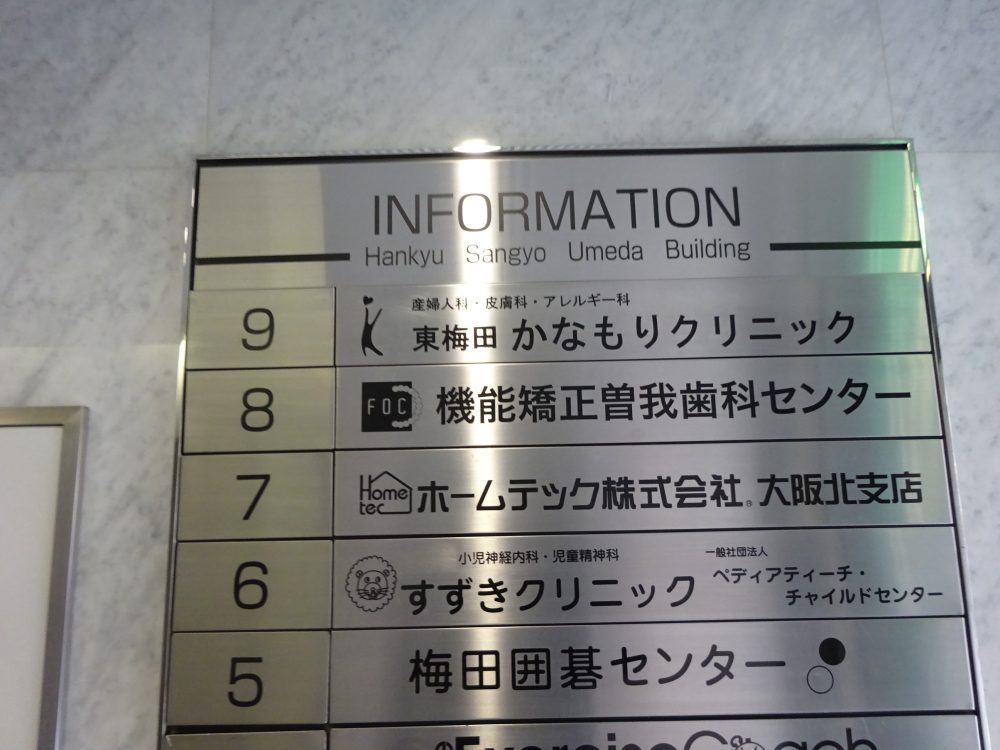 INFORMATION
Hankyu Sangyo Umeda Building
9
産婦人科・皮膚科・アレルギー科
東梅田 かなもりクリニック
8
FOC
機能矯正曽我歯科センター
7
Home
tec
ホームテック株式会社® 大阪北支店
6
小児神経内科・児童精神科
すずきクリニック
一般社団法人
ペディアティーチ・
チャイルドセンター
5
梅田囲碁センター
Exercise Coach